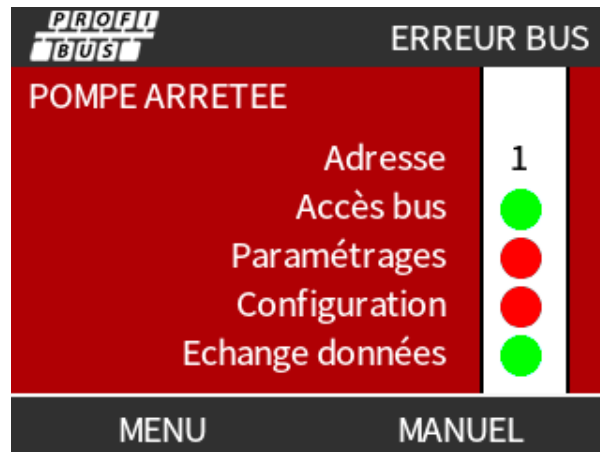 PROFI
BUS
ERREUR BUS
POMPE ARRETEE
Adresse 1
Accès bus
Paramétrages
Configuration
Echange données
MENU MANUEL